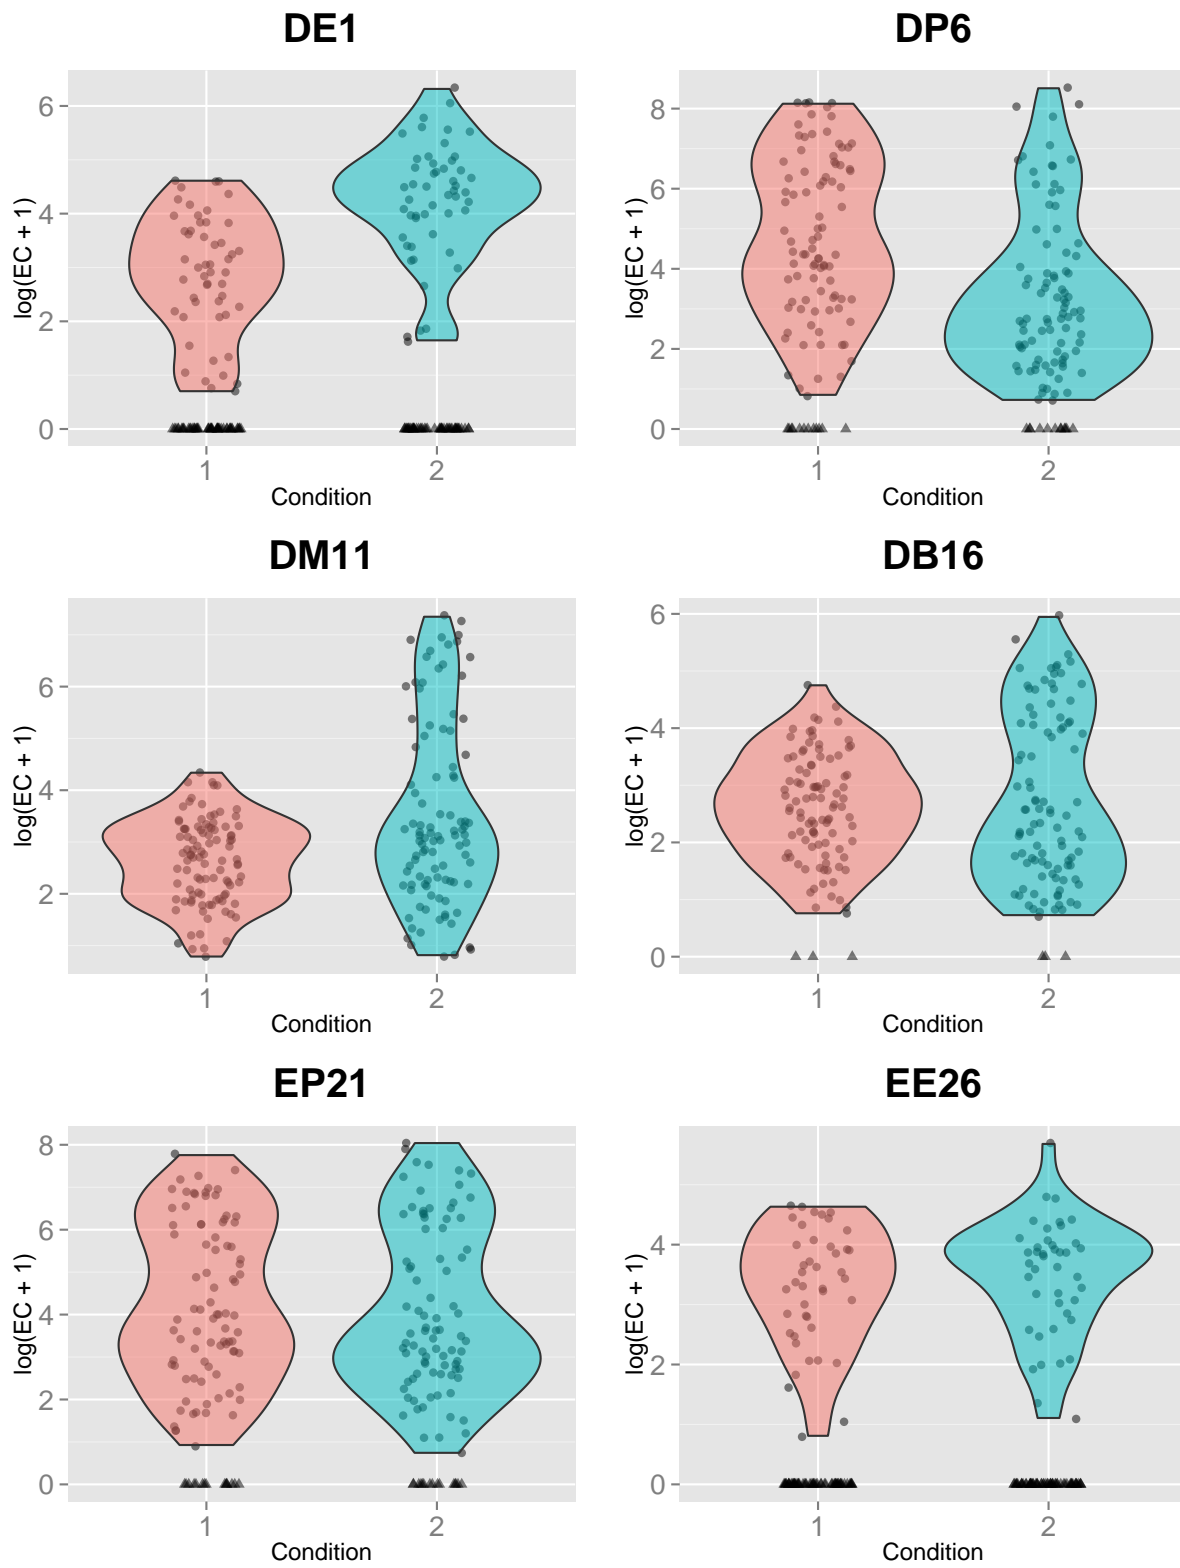 DE1
log(EC + 1)
6
4
2
0
1 2
Condition
DP6
log(EC + 1)
8
6
4
2
0
1 2
Condition
DM11
log(EC + 1)
6
4
2
1 2
Condition
DB16
log(EC + 1)
6
4
2
0
1 2
Condition
EP21
log(EC + 1)
8
6
4
2
0
1 2
Condition
EE26
log(EC + 1)
4
2
0
1 2
Condition